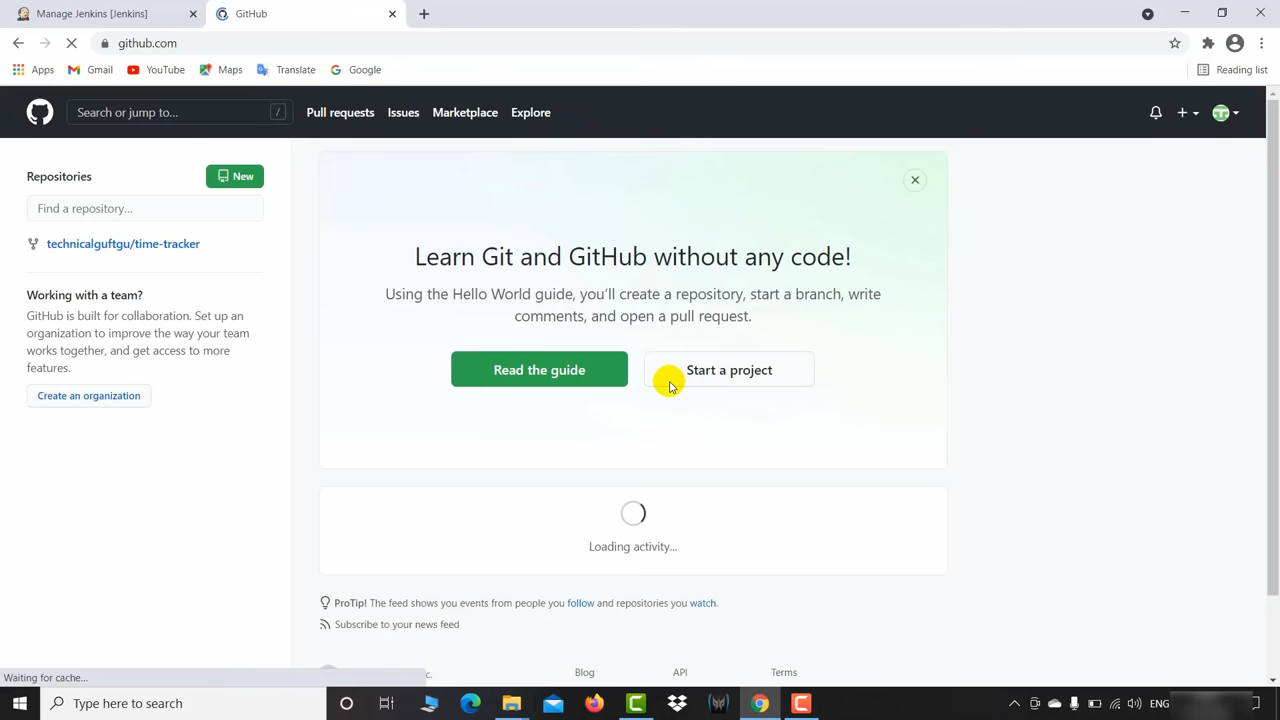 Manage Jenkins [Jenkins]
GitHub
github.com
Apps
Gmail
YouTube
Maps
Translate
Google
Reading list
Search or jump to...
/
Pull requests
Issues
Marketplace
Explore
Repositories
New
Find a repository...
technicalguftgu/time-tracker
Working with a team?
GitHub is built for collaboration. Set up an
organization to improve the way your team
works together, and get access to more
features.
Create an organization
Learn Git and GitHub without any code!
Using the Hello World guide, you'll create a repository, start a branch, write
comments, and open a pull request.
Read the guide
Start a project
Loading activity...
ProTip! The feed shows you events from people you follow and repositories you watch.
Subscribe to your news feed
Blog
API
Terms
Waiting for cache...
Type here to search
ENG